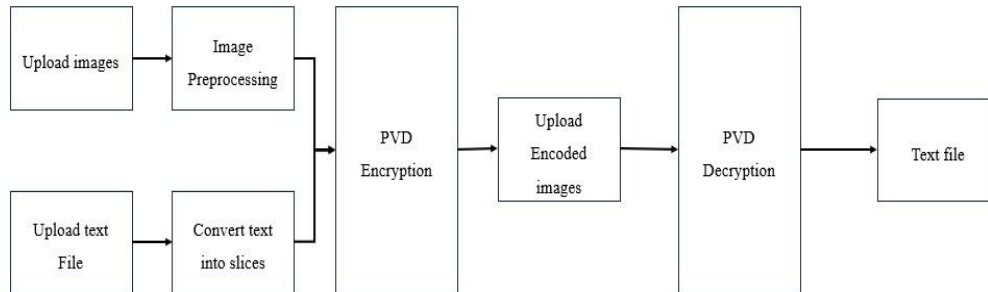 Upload images
Image
Preprocessing
Upload text
File
Convert text
into slices
PVD
Encryption
Upload
Encoded
images
PVD
Decryption
Text file